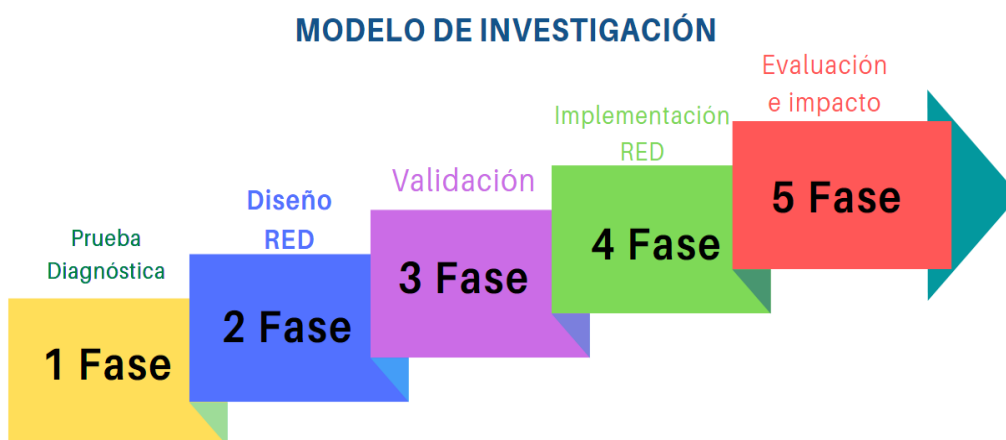 MODELO DE INVESTIGACIÓN
Prueba
Diagnóstica
1 Fase
Diseño
RED
2 Fase
Validación
3 Fase
Implementación
RED
4 Fase
Evaluación
e impacto
5 Fase